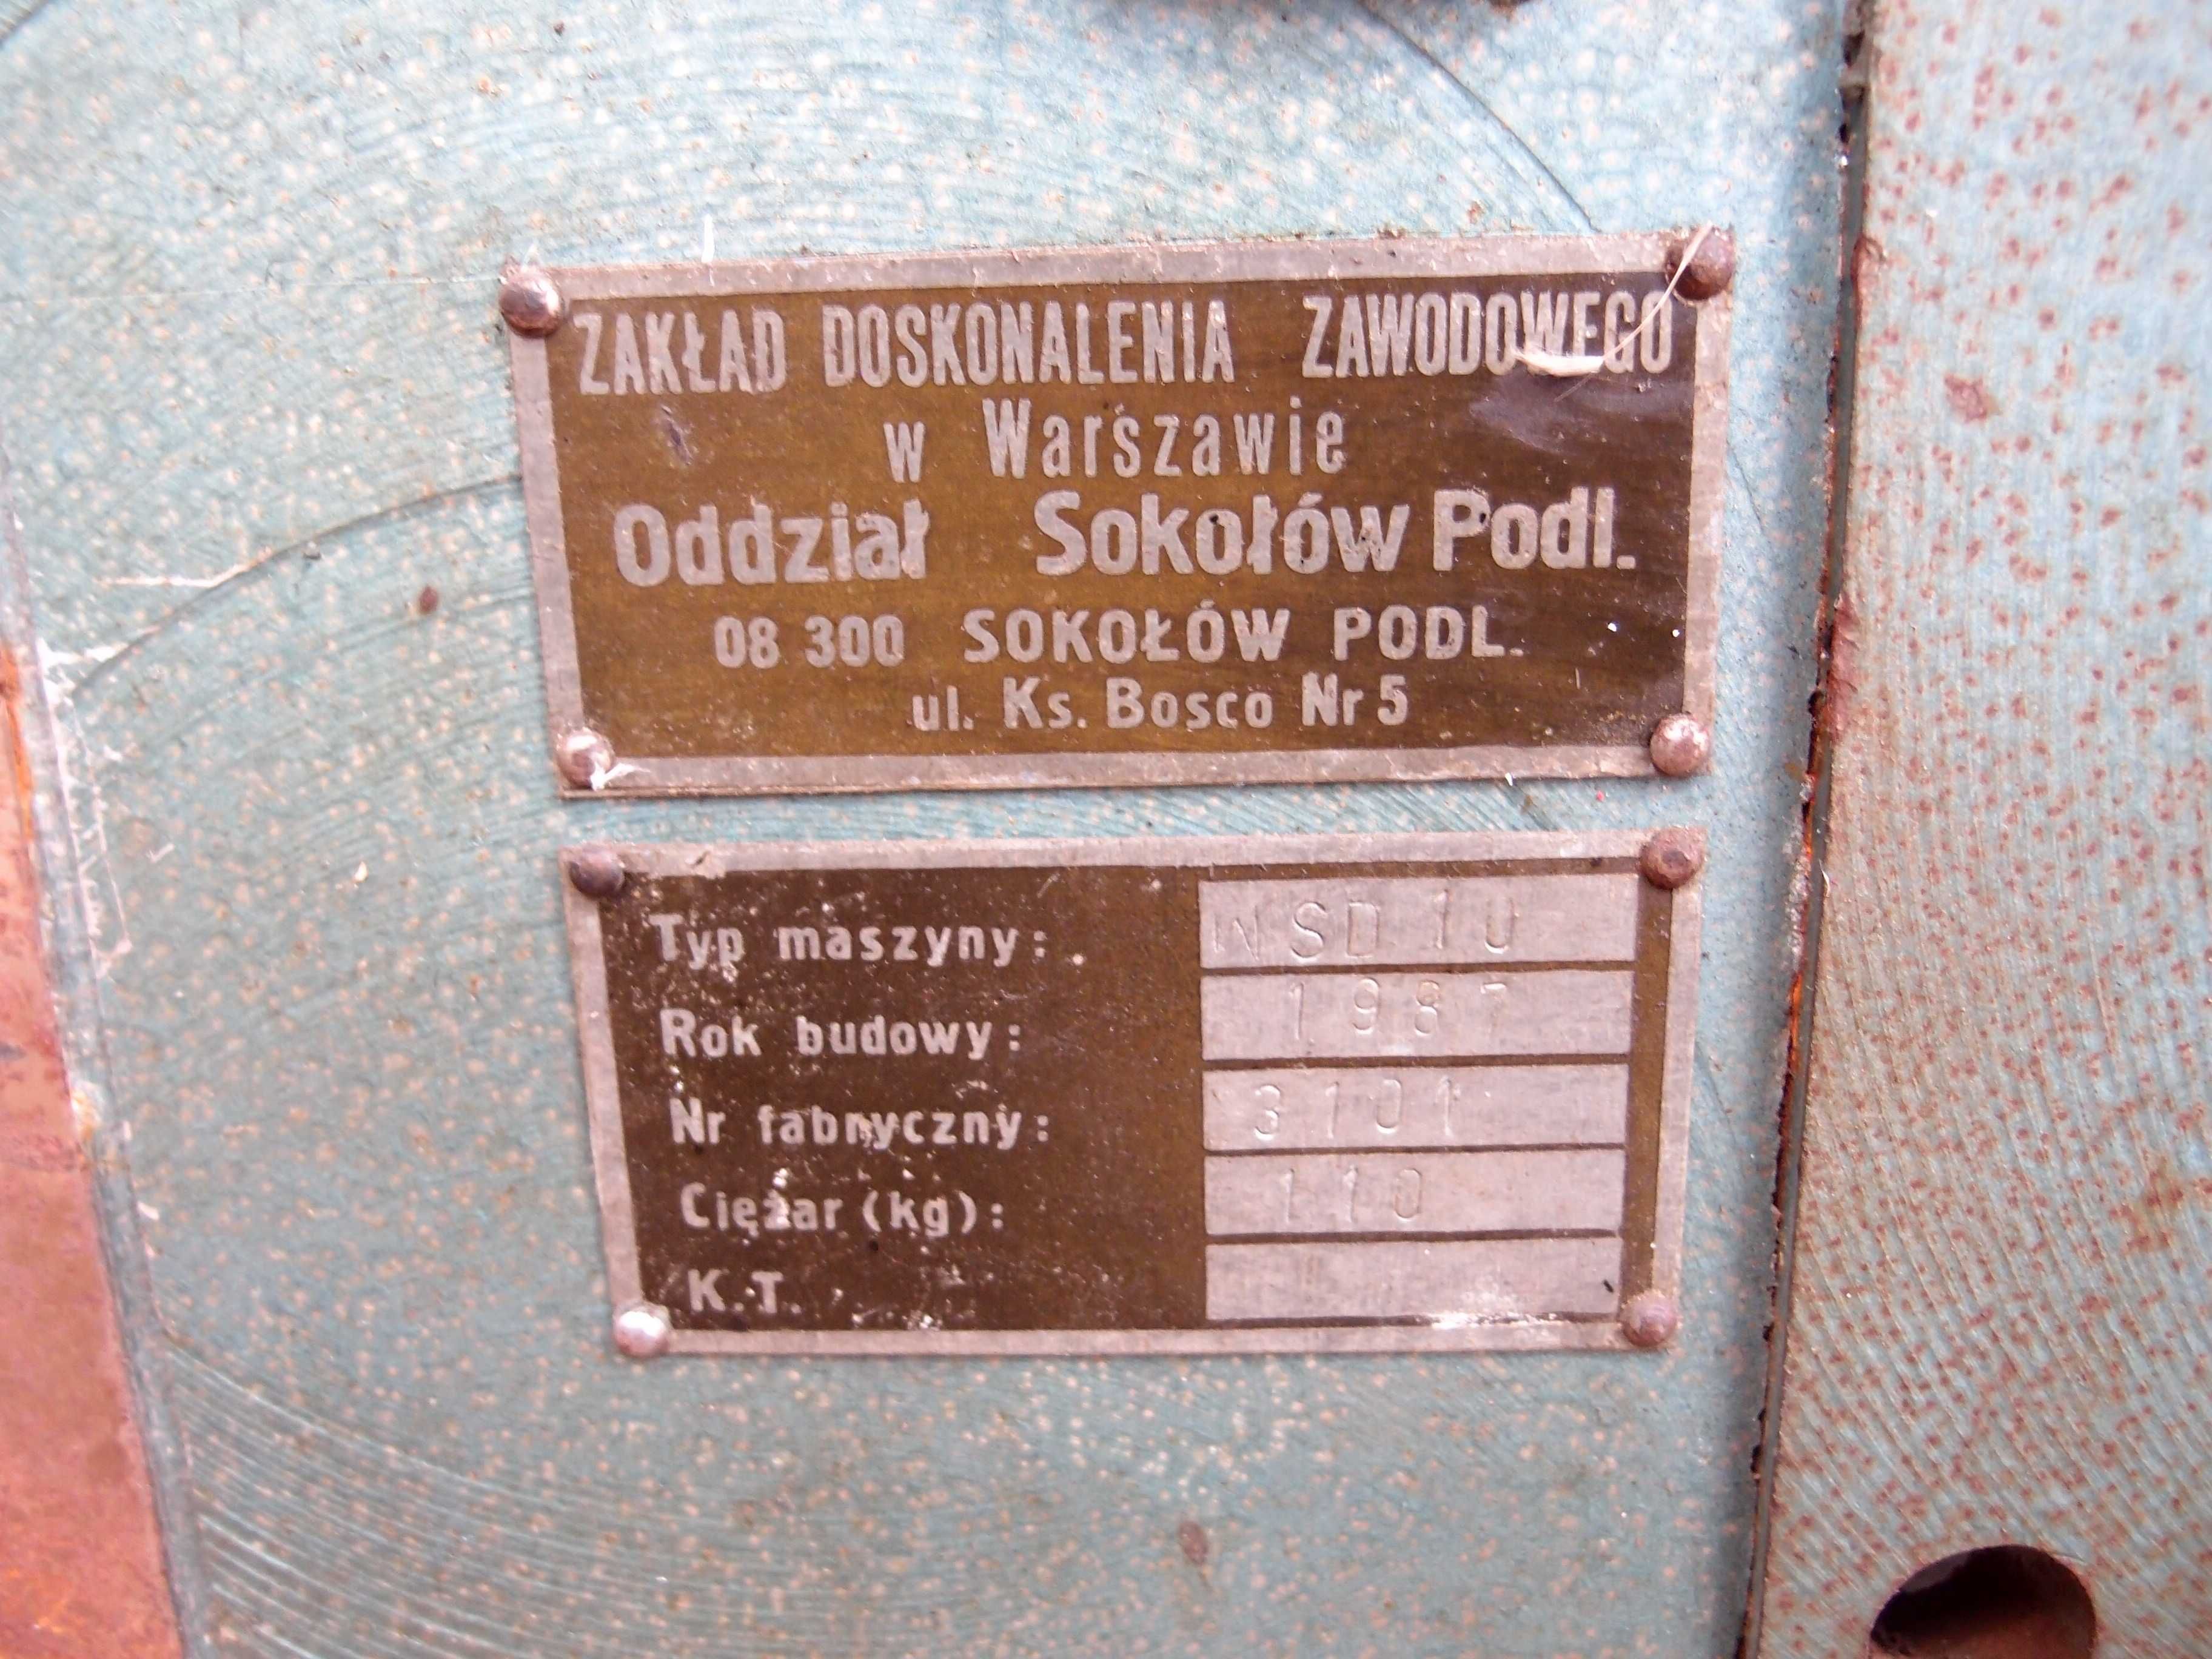 ZAKŁAD DOSKONALENIA ZAWODOWEGO
w Warszawie
Oddział Sokołów Podl.
08 300 SOKOŁÓW PODL.
ul. Ks. Bosco Nr 5
Typ maszyny: WSD 10
Rok budowy: 1987
Nr fabryczny: 3101
Ciężar (kg): 110
K.T.